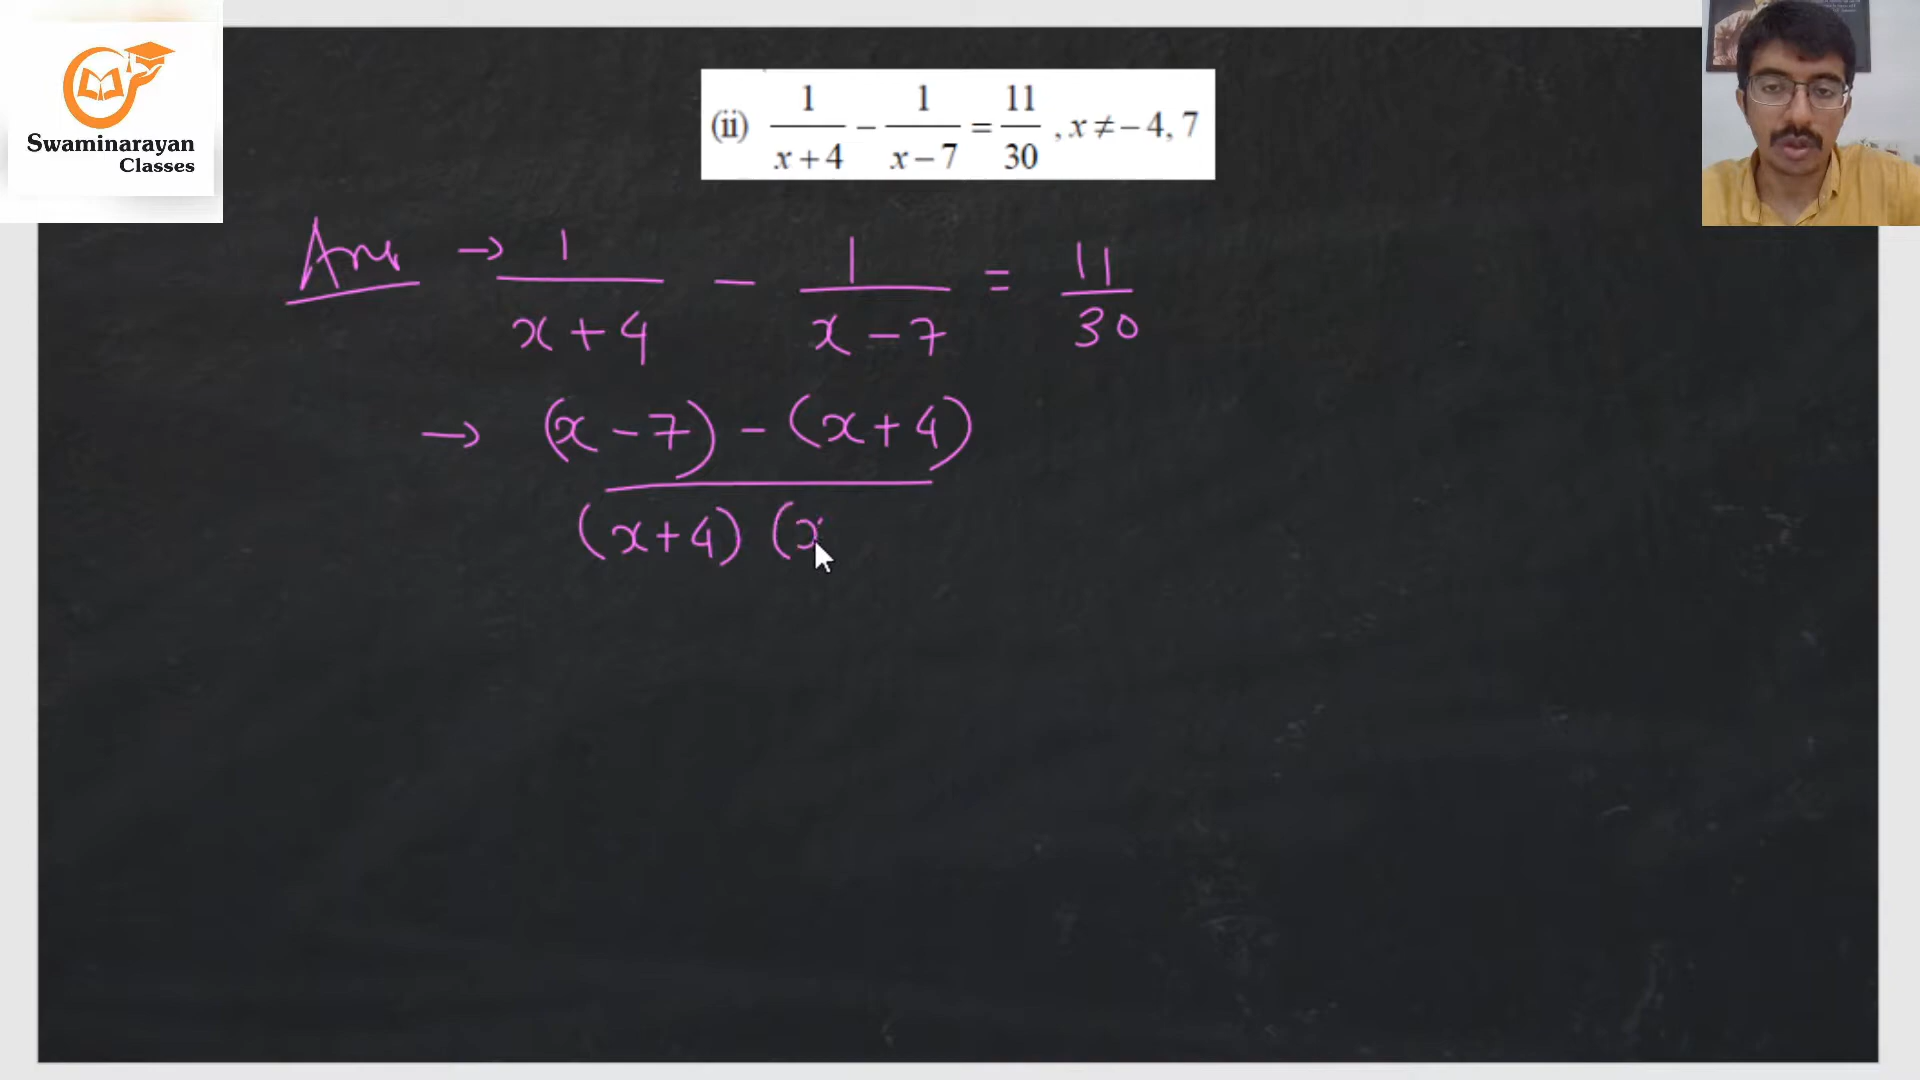 Swaminarayan
Classes
(ii) 1/(x+4) − 1/(x−7) = 11/30 , x ≠ −4, 7
Ans → 1/(x+4) − 1/(x−7) = 11/30
→ (x−7) − (x+4)
(x+4) (x